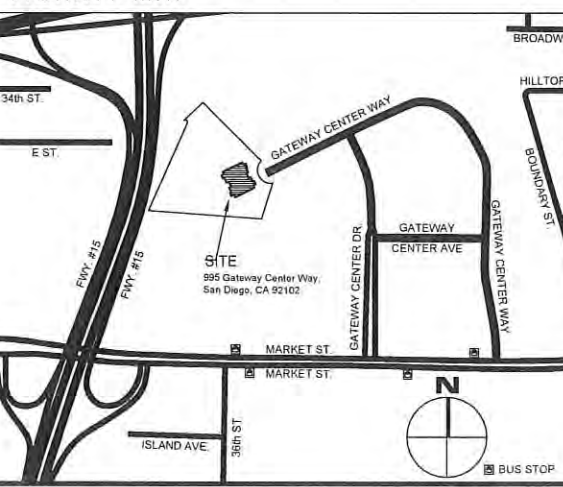 BROADW
HILLTOP
34th ST.
E ST.
GATEWAY CENTER WAY
BOUNDARY ST.
GATEWAY
CENTER AVE
GATEWAY CENTER DR.
GATEWAY CENTER WAY
FWY. #15
FWY. #15
SITE
995 Gateway Center Way,
San Diego, CA 92102
MARKET ST.
MARKET ST.
N
36th ST.
ISLAND AVE.
BUS STOP